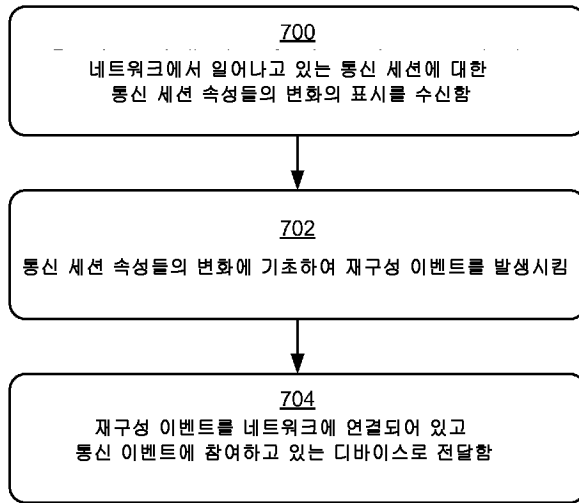 700
네트워크에서 일어나고 있는 통신 세션에 대한
통신 세션 속성들의 변화의 표시를 수신함
702
통신 세션 속성들의 변화에 기초하여 재구성 이벤트를 발생시킴
704
재구성 이벤트를 네트워크에 연결되어 있고
통신 이벤트에 참여하고 있는 디바이스로 전달함